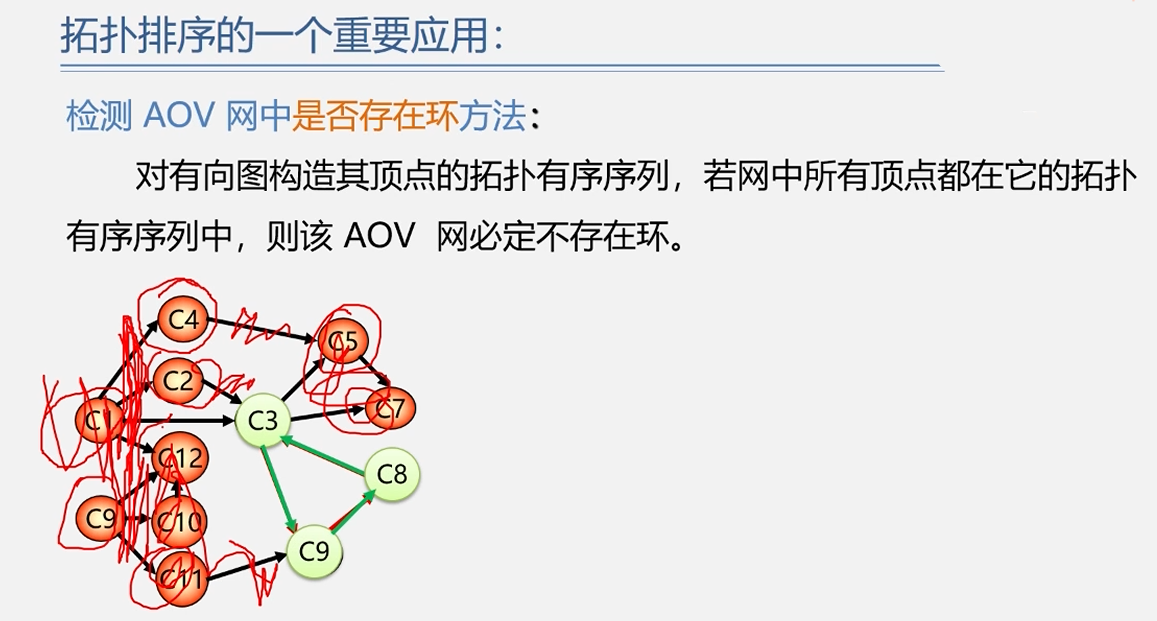 拓扑排序的一个重要应用：
检测 AOV 网中是否存在环方法：
对有向图构造其顶点的拓扑有序序列，若网中所有顶点都在它的拓扑
有序序列中，则该 AOV 网必定不存在环。
C4
C5
C2
C7
C1
C3
C12
C8
C9
C10
C9
C11